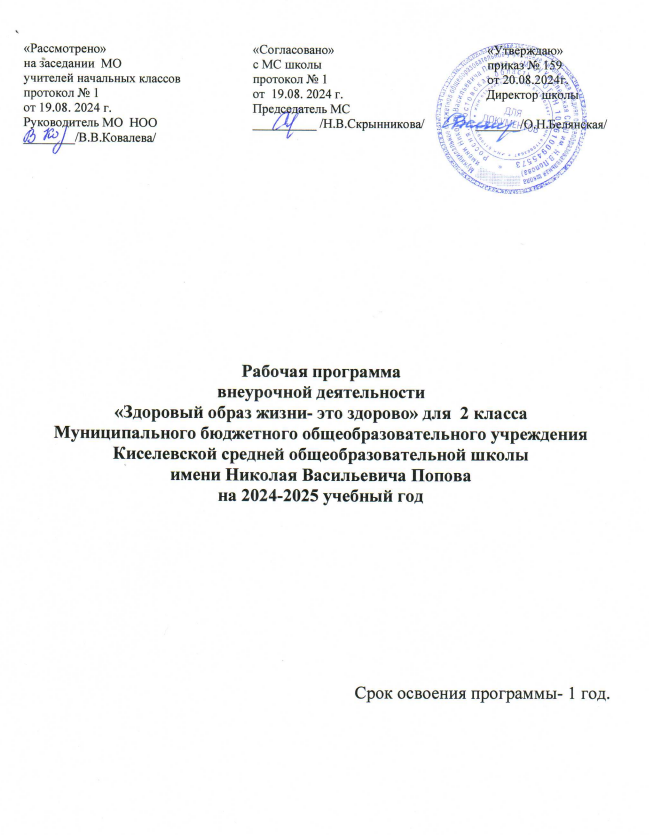 «Рассмотрено»
на заседании МО
учителей начальных классов
протокол № 1
от 19.08. 2024 г.
Руководитель МО НОО
/В.В.Ковалева/
«Согласовано»
с МС школы
протокол № 1
от 19.08. 2024 г.
Председатель МС
/Н.В.Скрынникова/
«Утверждаю»
приказ № 159
от 20.08.2024г.
Директор школы
/О.Н.Белянская/
ДЛЯ
ДОКУМЕНТОВ
Рабочая программа
внеурочной деятельности
«Здоровый образ жизни- это здорово» для 2 класса
Муниципального бюджетного общеобразовательного учреждения
Киселевской средней общеобразовательной школы
имени Николая Васильевича Попова
на 2024-2025 учебный год
Срок освоения программы- 1 год.